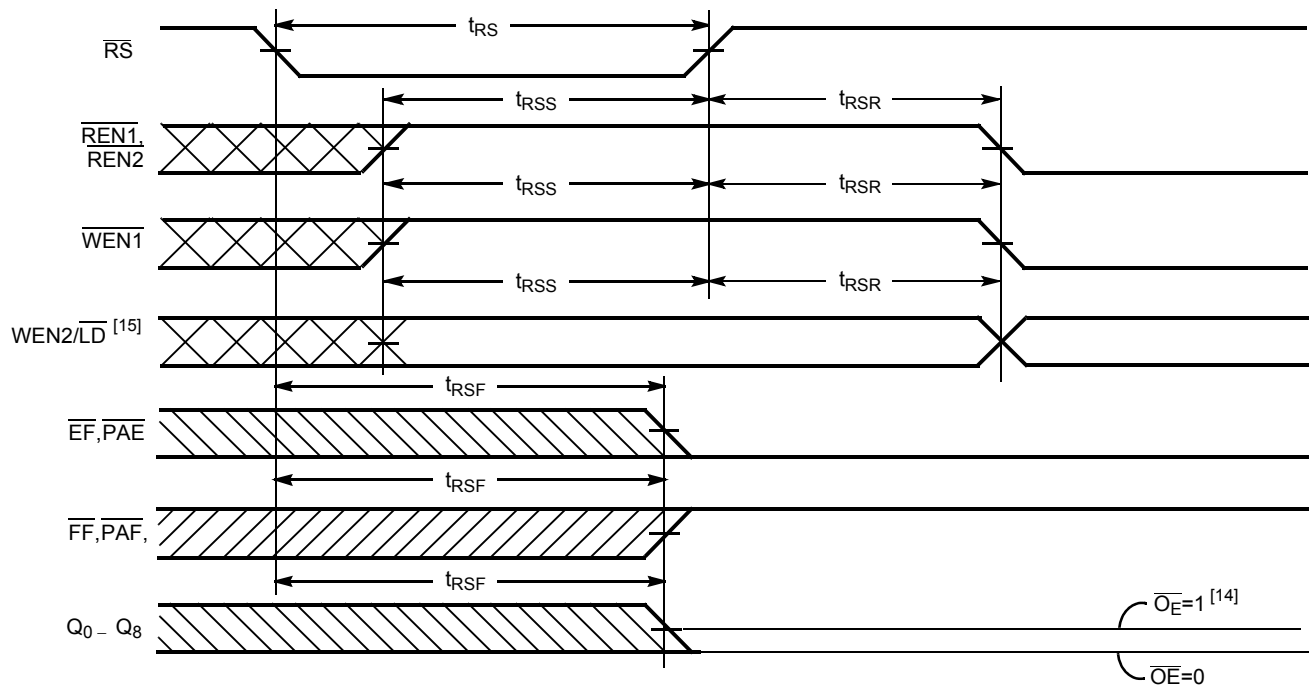 tRS
RS
tRSS tRSR
REN1,
REN2
tRSS tRSR
WEN1
tRSS tRSR
WEN2/LD [15]
tRSF
EF,PAE
tRSF
FF,PAF,
tRSF
OE=1 [14]
Q0 – Q8
OE=0